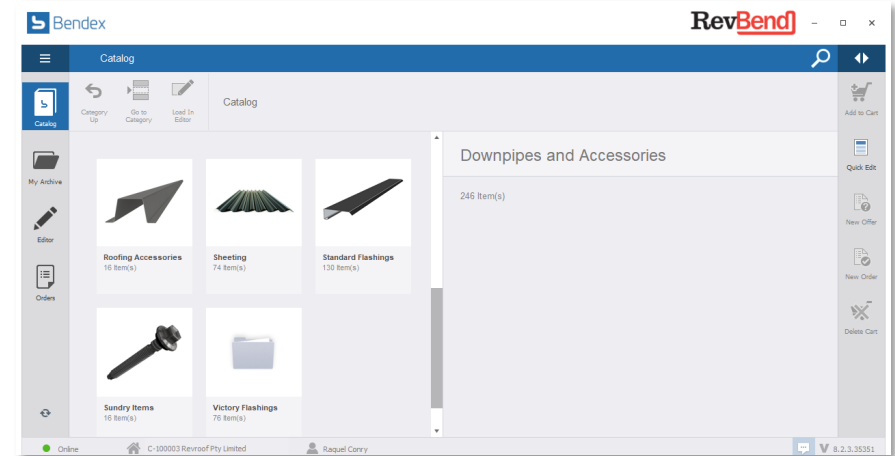 Bendex
RevBend
Catalog
Catalog
Category Up
Go to Category
Load In Editor
Catalog
Add to Cart
My Archive
Editor
Orders
Roofing Accessories
16 Item(s)
Sheeting
74 Item(s)
Standard Flashings
130 Item(s)
Sundry Items
16 Item(s)
Victory Flashings
76 Item(s)
Downpipes and Accessories
246 Item(s)
Quick Edit
New Offer
New Order
Delete Cart
Online
C-100003 Revroof Pty Limited
Raquel Conry
V 8.2.3.35351